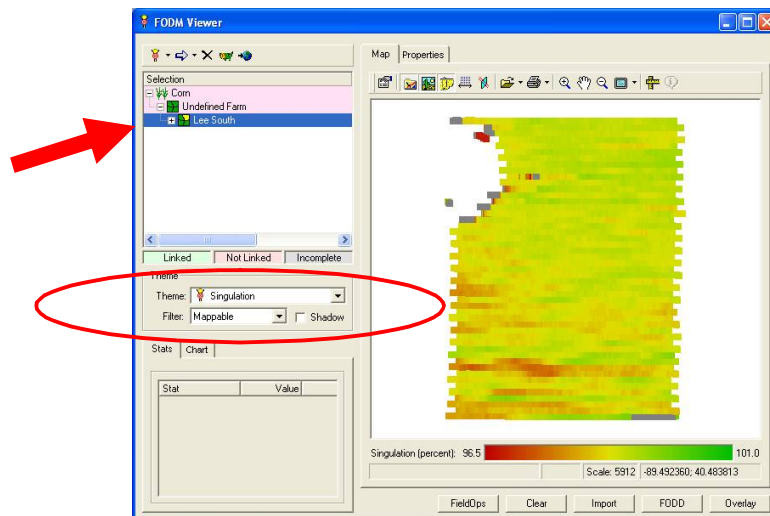 FODM Viewer
Map Properties
Selection
Corn
Undefined Farm
Lee South
Linked Not Linked Incomplete
Theme
Theme: Singulation
Filter: Mappable Shadow
Stats Chart
Stat Value
Singulation (percent): 96.5 101.0
Scale: 5912 -89.492360; 40.483813
FieldOps Clear Import FODD Overlay